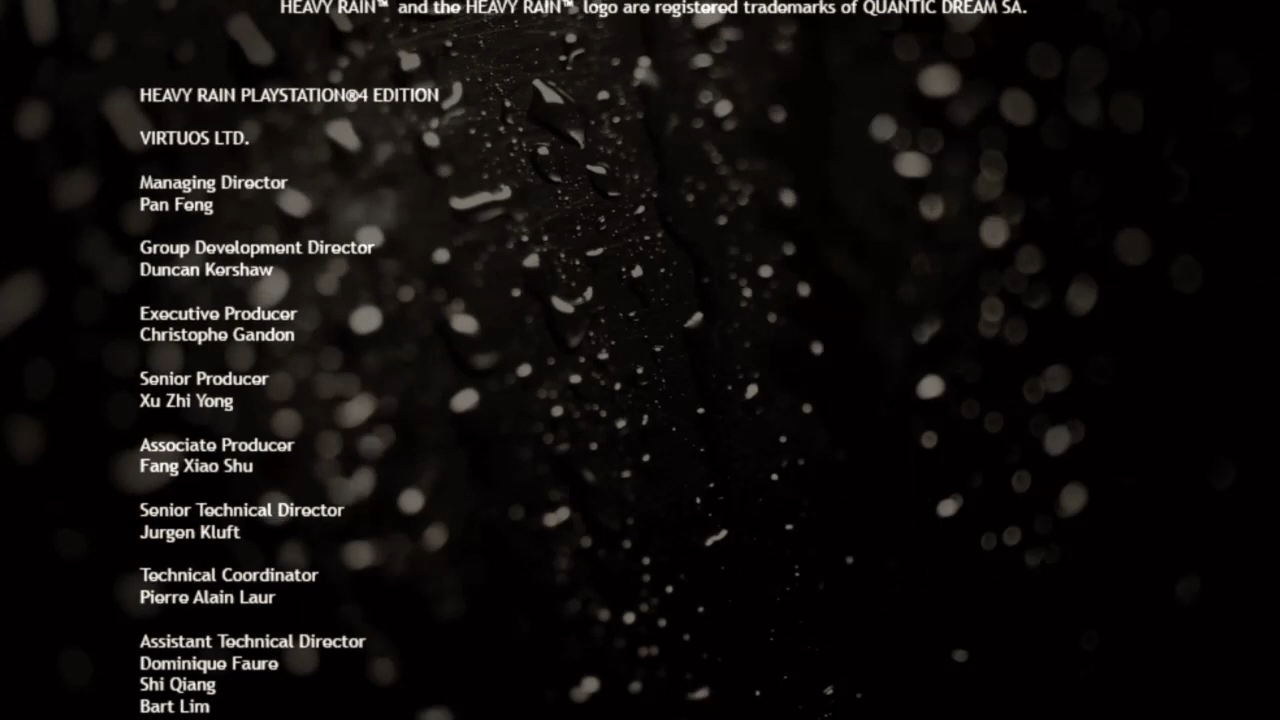 HEAVY RAIN™ and the HEAVY RAIN™ logo are registered trademarks of QUANTIC DREAM SA.
HEAVY RAIN PLAYSTATION®4 EDITION
VIRTUOS LTD.
Managing Director
Pan Feng
Group Development Director
Duncan Kershaw
Executive Producer
Christophe Gandon
Senior Producer
Xu Zhi Yong
Associate Producer
Fang Xiao Shu
Senior Technical Director
Jurgen Kluft
Technical Coordinator
Pierre Alain Laur
Assistant Technical Director
Dominique Faure
Shi Qiang
Bart Lim